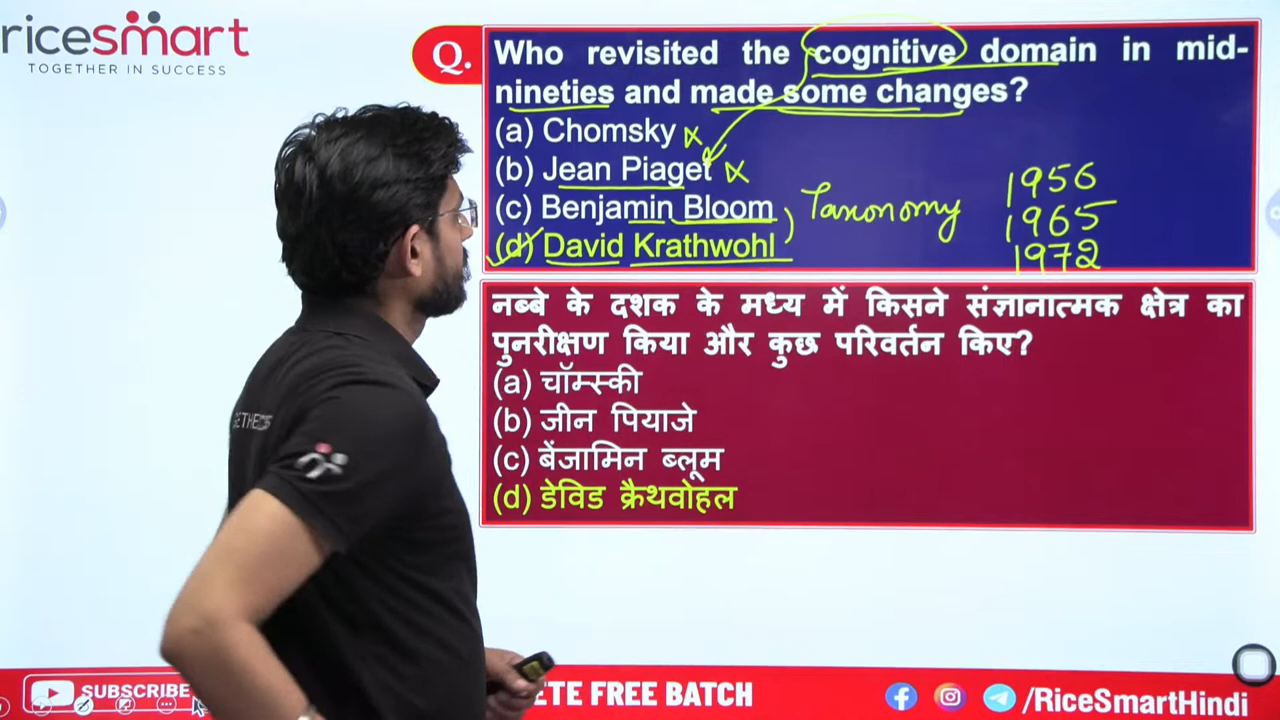 ricesmart
TOGETHER IN SUCCESS
Q.
Who revisited the cognitive domain in mid-
nineties and made some changes?
(a) Chomsky
(b) Jean Piaget
(c) Benjamin Bloom
(d) David Krathwohl
Taxonomy
1956
1965
1972
नब्बे के दशक के मध्य में किसने संज्ञानात्मक क्षेत्र का
पुनरीक्षण किया और कुछ परिवर्तन किए?
(a) चॉम्स्की
(b) जीन पियाजे
(c) बेंजामिन ब्लूम
(d) डेविड क्रैथवोहल
SUBSCRIBE
ETE FREE BATCH
/RiceSmartHindi